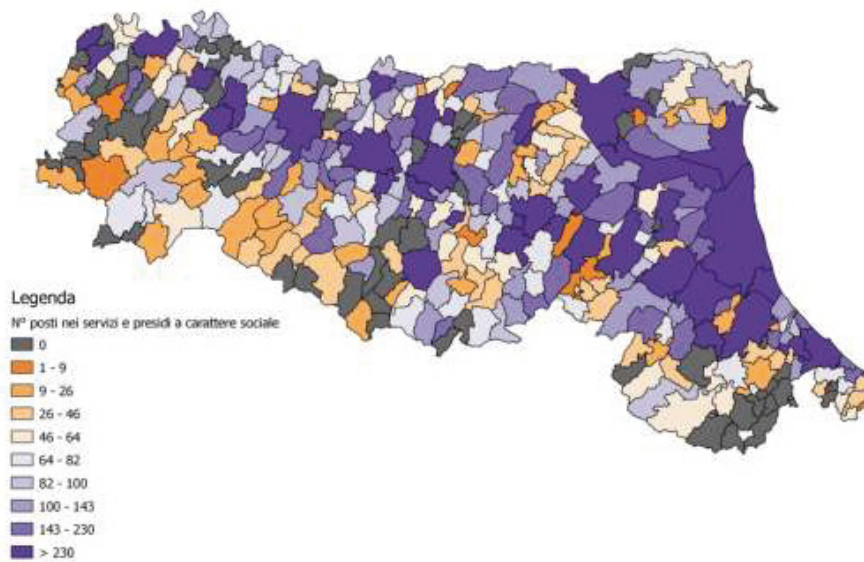 Legenda
N° posti nei servizi e presidi a carattere sociale
0
1 - 9
9 - 26
26 - 46
46 - 64
64 - 82
82 - 100
100 - 143
143 - 230
> 230